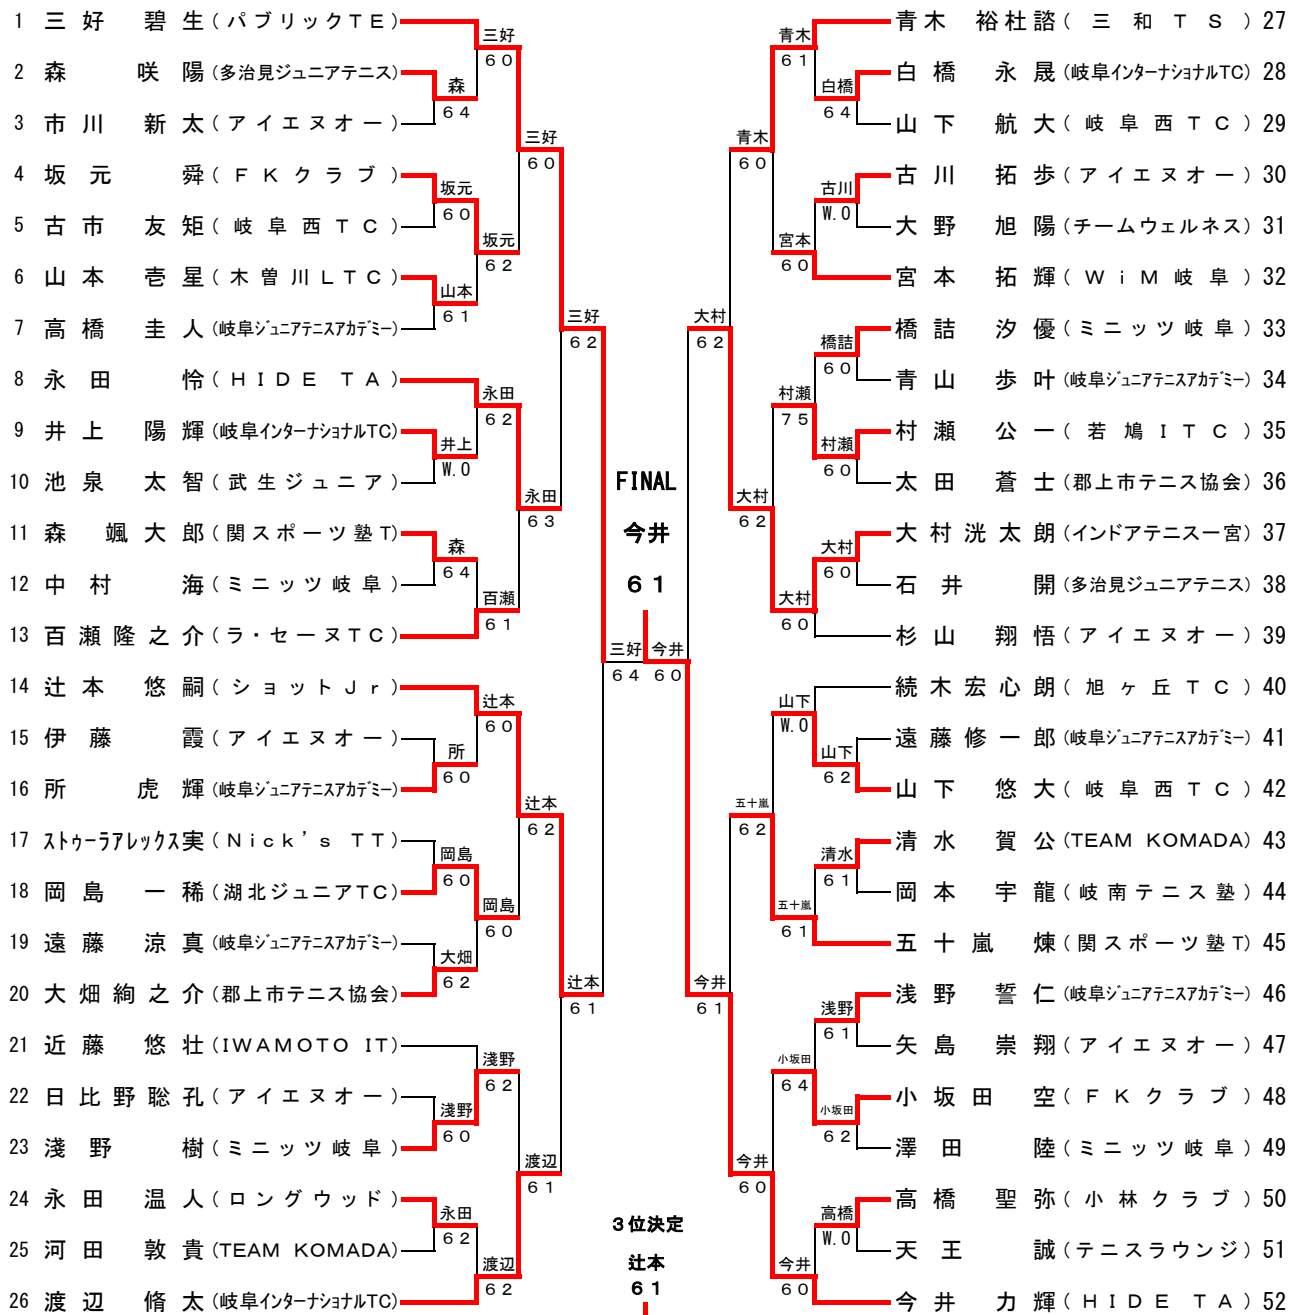 1 三好 碧生 (パブリックTE)
2 森 咲陽 (多治見ジュニアテニス)
3 市川 新太 (アイエヌオー)
4 坂元 舜 (FKクラブ)
5 古市 友矩 (岐阜西TC)
6 山本 壱星 (木曽川LTC)
7 高橋 圭人 (岐阜ジュニアテニスアカデミー)
8 永田 怜 (HIDE TA)
9 井上 陽輝 (岐阜インターナショナルTC)
10 池泉 太智 (武生ジュニア)
11 森 颯大郎 (関スポーツ塾T)
12 中村 海 (ミニッツ岐阜)
13 百瀬隆之介 (ラ・セーヌTC)
14 辻本 悠嗣 (ショットJr)
15 伊藤 霞 (アイエヌオー)
16 所 虎輝 (岐阜ジュニアテニスアカデミー)
17 ストゥーラアレックス実 (Nick's TT)
18 岡島 一稀 (湖北ジュニアTC)
19 遠藤 涼真 (岐阜ジュニアテニスアカデミー)
20 大畑絢之介 (郡上市テニス協会)
21 近藤 悠壮 (IWAMOTO IT)
22 日比野聡孔 (アイエヌオー)
23 淺野 樹 (ミニッツ岐阜)
24 永田 温人 (ロングウッド)
25 河田 敦貴 (TEAM KOMADA)
26 渡辺 脩太 (岐阜インターナショナルTC)
森
64
坂元
60
山本
61
井上
W.0
森
64
所
60
岡島
60
大畑
62
淺野
60
永田
62
三好
60
坂元
62
永田
62
百瀬
61
辻本
60
岡島
60
淺野
62
渡辺
62
三好
60
永田
63
辻本
62
渡辺
61
三好
62
辻本
61
三好
64
FINAL
今井
61
今井
60
3位決定
辻本
61
大村
62
今井
61
青木
60
大村
62
五十嵐
62
今井
60
青木
61
宮本
60
村瀬
75
大村
60
山下
W.0
五十嵐
61
小坂田
64
今井
60
白橋
64
古川
W.0
橋詰
60
村瀬
60
大村
60
山下
62
清水
61
浅野
61
小坂田
62
高橋
W.0
青木 裕杜諮 (三和TS) 27
白橋 永晟 (岐阜インターナショナルTC) 28
山下 航大 (岐阜西TC) 29
古川 拓歩 (アイエヌオー) 30
大野 旭陽 (チームウェルネス) 31
宮本 拓輝 (WiM岐阜) 32
橋詰 汐優 (ミニッツ岐阜) 33
青山 歩叶 (岐阜ジュニアテニスアカデミー) 34
村瀬 公一 (若鳩ITC) 35
太田 蒼士 (郡上市テニス協会) 36
大村洸太朗 (インドアテニス一宮) 37
石井 開 (多治見ジュニアテニス) 38
杉山 翔悟 (アイエヌオー) 39
続木宏心朗 (旭ヶ丘TC) 40
遠藤修一郎 (岐阜ジュニアテニスアカデミー) 41
山下 悠大 (岐阜西TC) 42
清水 賀公 (TEAM KOMADA) 43
岡本 宇龍 (岐南テニス塾) 44
五十嵐 煉 (関スポーツ塾T) 45
浅野 誓仁 (岐阜ジュニアテニスアカデミー) 46
矢島 崇翔 (アイエヌオー) 47
小坂田 空 (FKクラブ) 48
澤田 陸 (ミニッツ岐阜) 49
高橋 聖弥 (小林クラブ) 50
天王 誠 (テニスラウンジ) 51
今井 力輝 (HIDE TA) 52